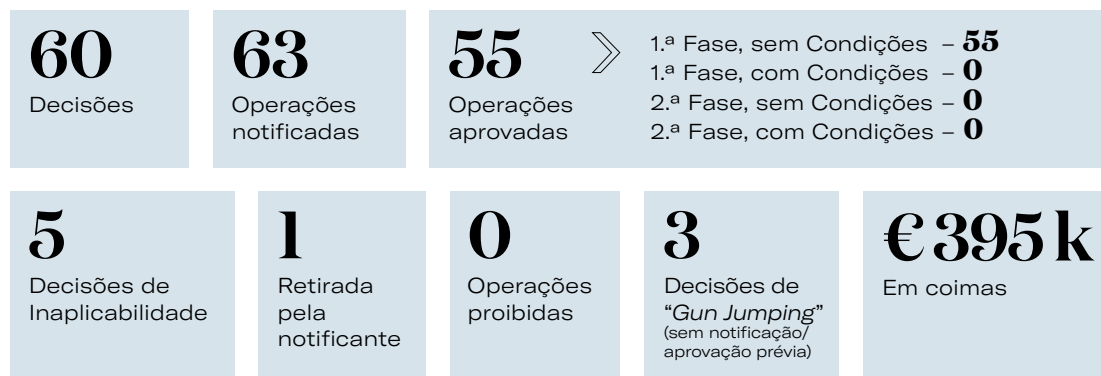 60
Decisões
63
Operações
notificadas
55
Operações
aprovadas
1.ª Fase, sem Condições – 55
1.ª Fase, com Condições – 0
2.ª Fase, sem Condições – 0
2.ª Fase, com Condições – 0
5
Decisões de
Inaplicabilidade
1
Retirada
pela
notificante
0
Operações
proibidas
3
Decisões de
“Gun Jumping”
(sem notificação/
aprovação prévia)
€ 395 k
Em coimas